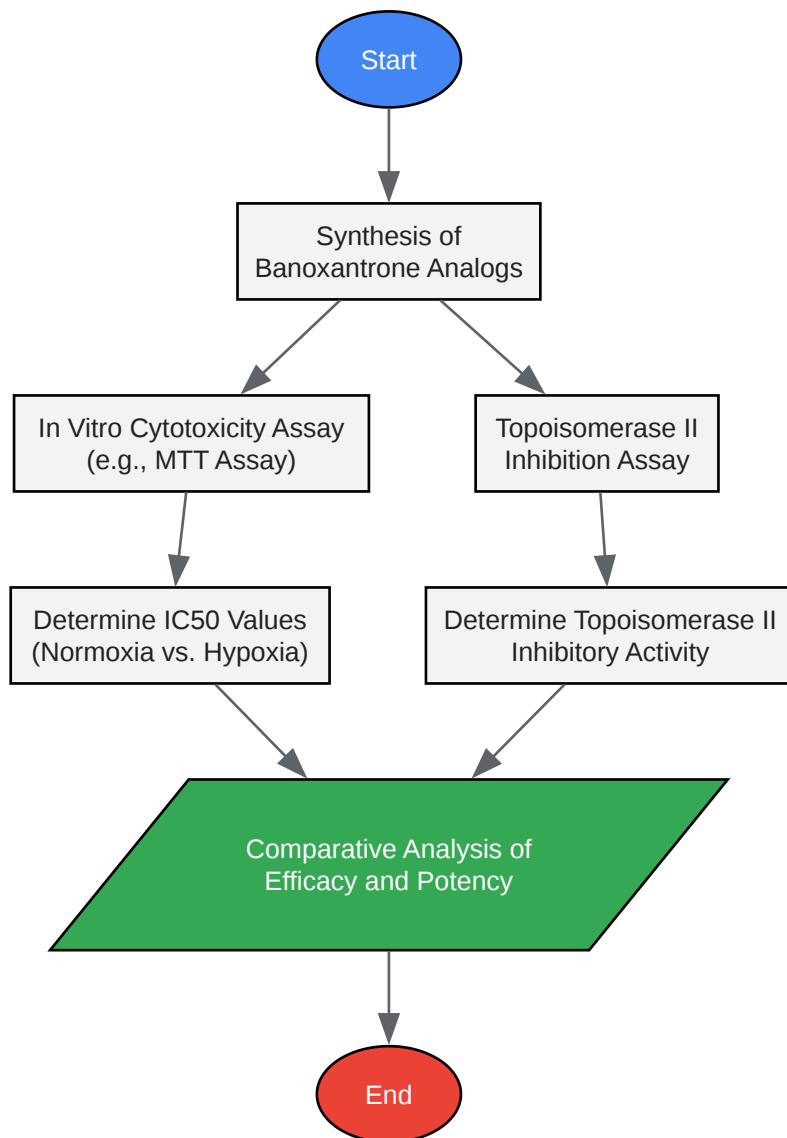 Start
Synthesis of
Banoxantrone Analogs
In Vitro Cytotoxicity Assay
(e.g., MTT Assay)
Topoisomerase II
Inhibition Assay
Determine IC50 Values
(Normoxia vs. Hypoxia)
Determine Topoisomerase II
Inhibitory Activity
Comparative Analysis of
Efficacy and Potency
End